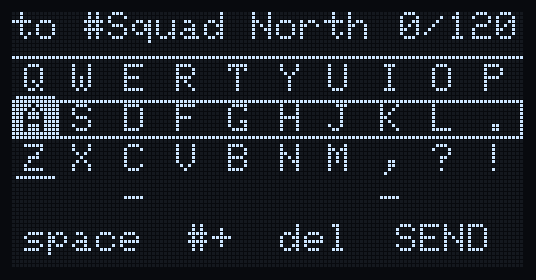 to #Squad North 0/120
Q W E R T Y U I O P
A S D F G H J K L .
Z X C V B N M , ? !
space #+ del SEND